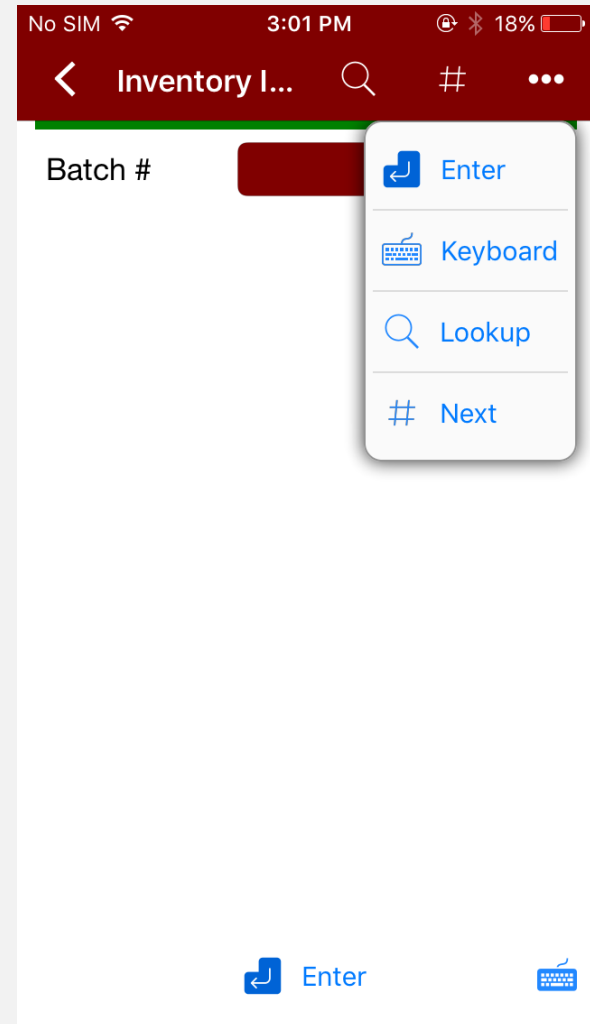 No SIM 3:01 PM 18%
Inventory I... #
Batch #
Enter
Keyboard
Lookup
# Next
Enter